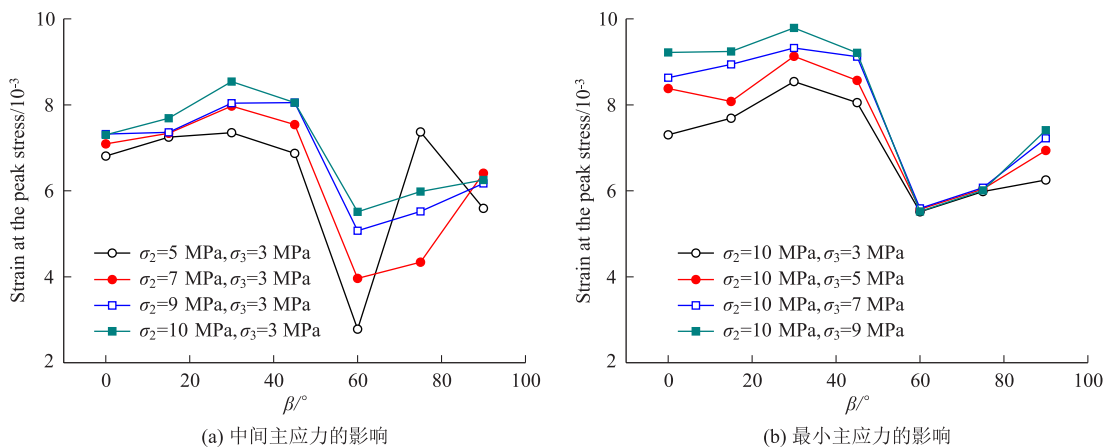 10
8
6
4
2
Strain at the peak stress/10⁻³
σ₂=5 MPa, σ₃=3 MPa
σ₂=7 MPa, σ₃=3 MPa
σ₂=9 MPa, σ₃=3 MPa
σ₂=10 MPa, σ₃=3 MPa
0 20 40 60 80 100
β/°
(a) 中间主应力的影响
10
8
6
4
2
Strain at the peak stress/10⁻³
σ₂=10 MPa, σ₃=3 MPa
σ₂=10 MPa, σ₃=5 MPa
σ₂=10 MPa, σ₃=7 MPa
σ₂=10 MPa, σ₃=9 MPa
0 20 40 60 80 100
β/°
(b) 最小主应力的影响